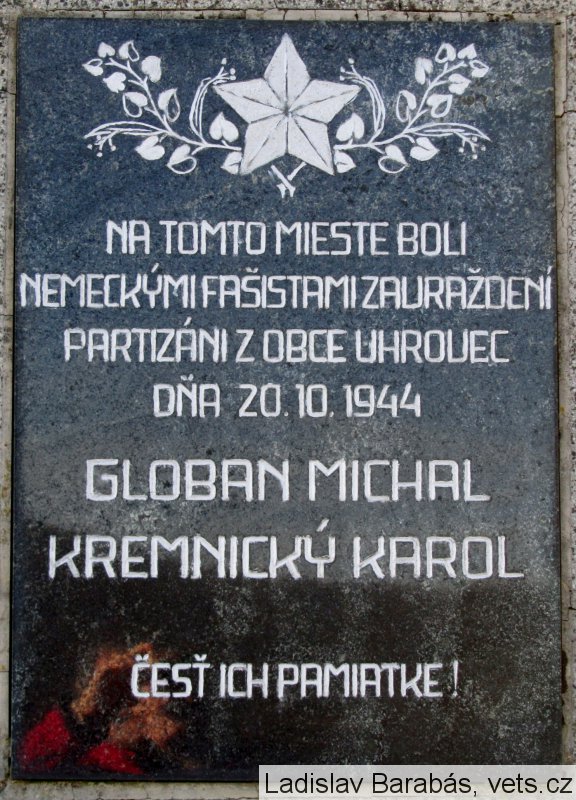 NA TOMTO MIESTE BOLI
NEMECKÝMI FAŠISTAMI ZAVRAŽDENÍ
PARTIZÁNI Z OBCE UHROVEC
DŇA 20.10.1944
GLOBAN MICHAL
KREMNICKÝ KAROL
ČESŤ ICH PAMIATKE!
Ladislav Barabás, vets.cz